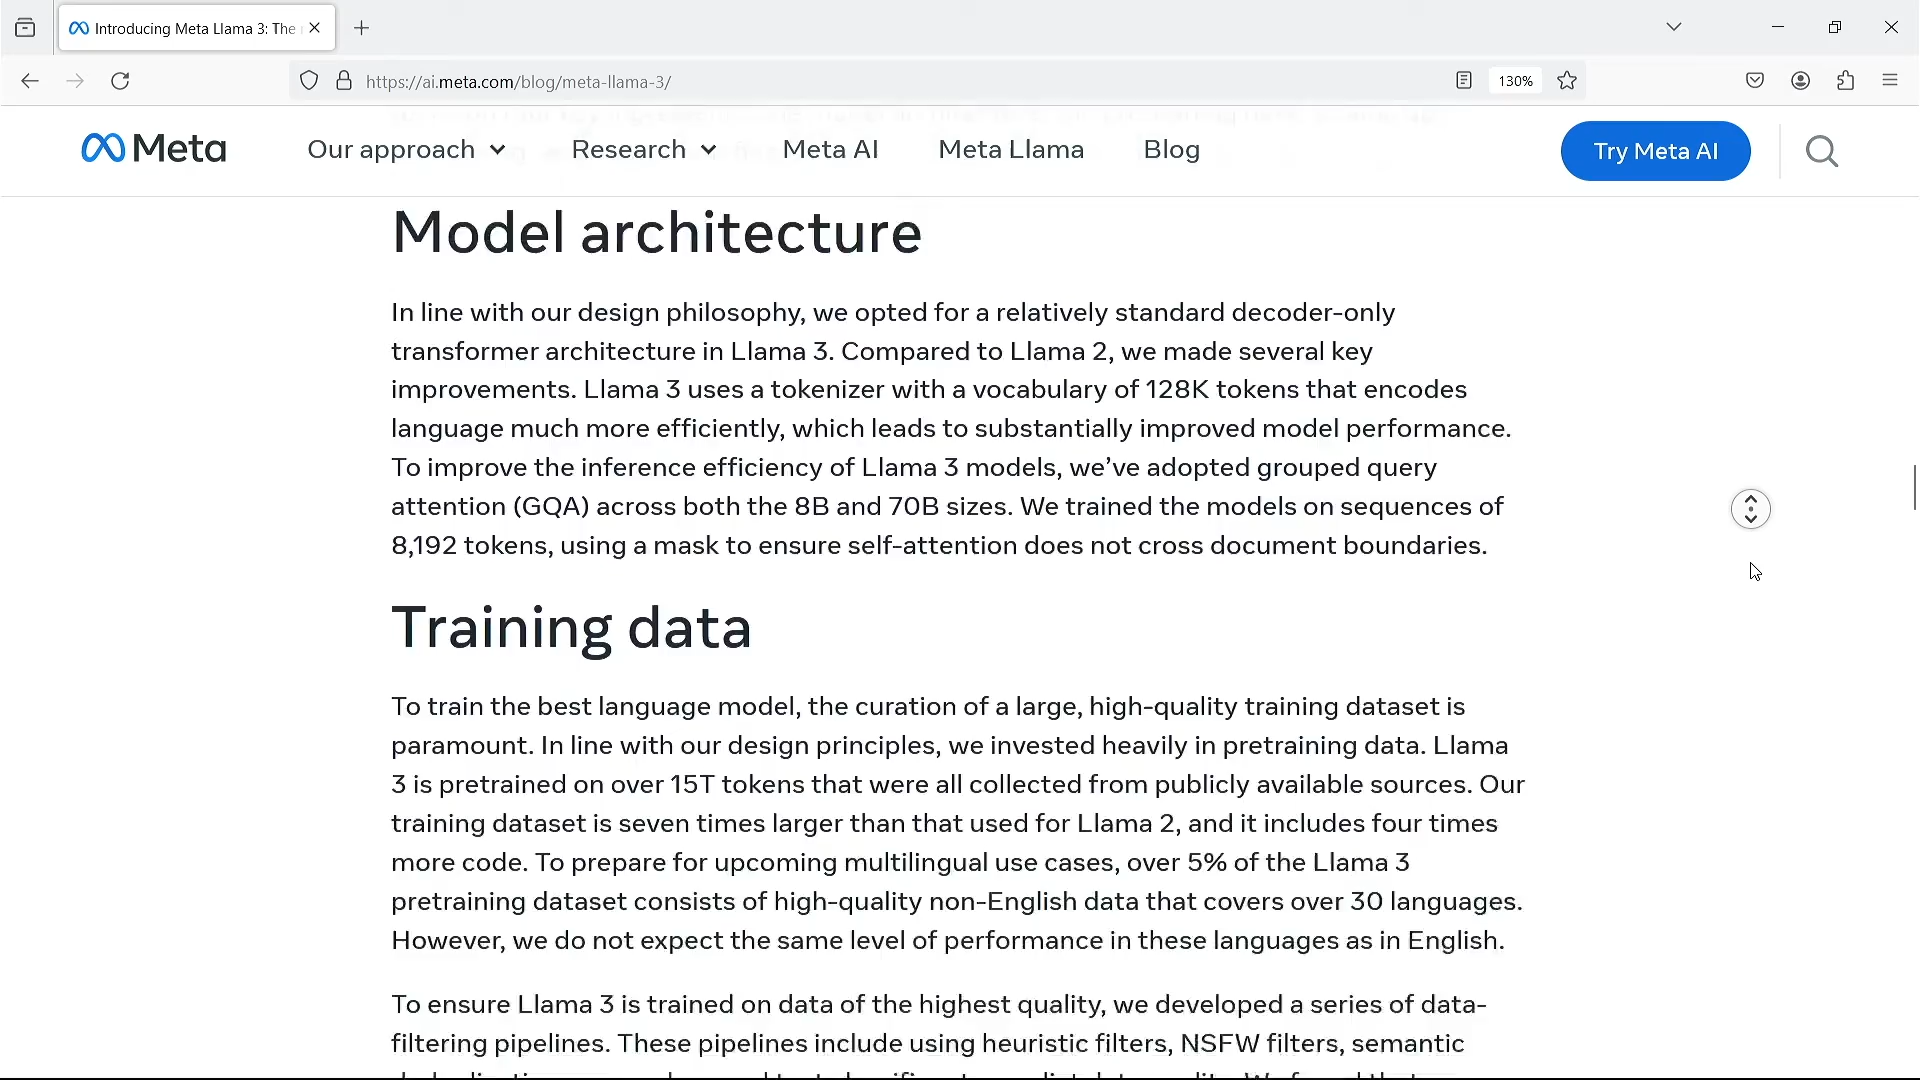 Introducing Meta Llama 3: The
https://ai.meta.com/blog/meta-llama-3/
130%
Meta
Our approach
Research
Meta AI
Meta Llama
Blog
Try Meta AI
Model architecture
In line with our design philosophy, we opted for a relatively standard decoder-only
transformer architecture in Llama 3. Compared to Llama 2, we made several key
improvements. Llama 3 uses a tokenizer with a vocabulary of 128K tokens that encodes
language much more efficiently, which leads to substantially improved model performance.
To improve the inference efficiency of Llama 3 models, we’ve adopted grouped query
attention (GQA) across both the 8B and 70B sizes. We trained the models on sequences of
8,192 tokens, using a mask to ensure self-attention does not cross document boundaries.
Training data
To train the best language model, the curation of a large, high-quality training dataset is
paramount. In line with our design principles, we invested heavily in pretraining data. Llama
3 is pretrained on over 15T tokens that were all collected from publicly available sources. Our
training dataset is seven times larger than that used for Llama 2, and it includes four times
more code. To prepare for upcoming multilingual use cases, over 5% of the Llama 3
pretraining dataset consists of high-quality non-English data that covers over 30 languages.
However, we do not expect the same level of performance in these languages as in English.
To ensure Llama 3 is trained on data of the highest quality, we developed a series of data-
filtering pipelines. These pipelines include using heuristic filters, NSFW filters, semantic